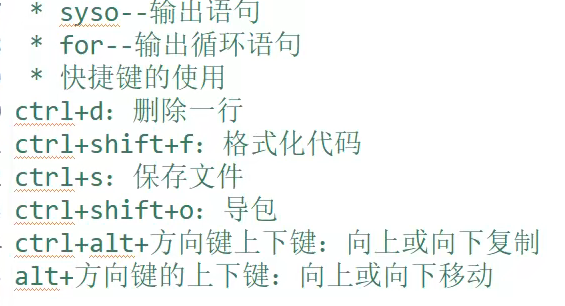 * syso--输出语句
* for--输出循环语句
* 快捷键的使用
ctrl+d: 删除一行
ctrl+shift+f: 格式化代码
ctrl+s: 保存文件
ctrl+shift+o: 导包
ctrl+alt+方向键上下键: 向上或向下复制
alt+方向键的上下键: 向上或向下移动